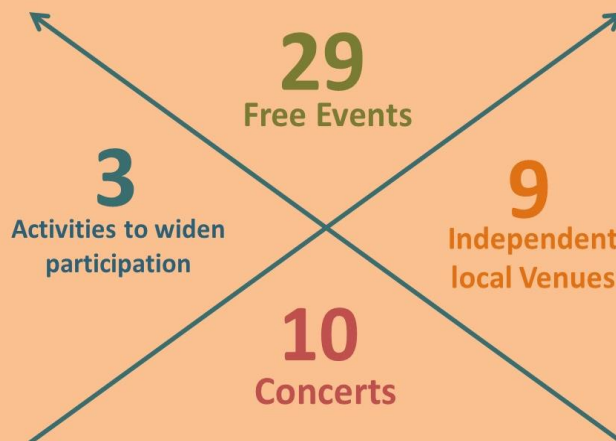 29
Free Events
3
Activities to widen
participation
9
Independent
local Venues
10
Concerts